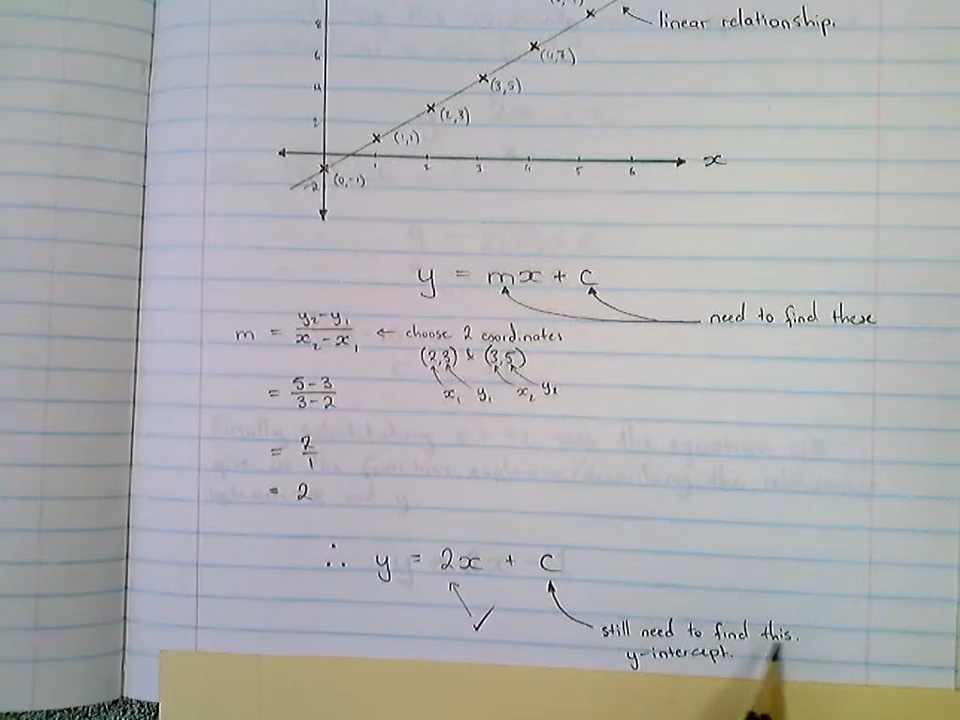 8
linear relationship.
6
(4,7)
4
(3,5)
2
(2,3)
(1,1)
x
1 2 3 4 5 6
-2
(0,-1)
y = mx + c
need to find these
m = y₂-y₁ / x₂-x₁ ← choose 2 coordinates
(2,3) & (3,5)
x₁ y₁ x₂ y₂
= 5-3 / 3-2
= 2/1
= 2
∴ y = 2x + c
✓
still need to find this.
y-intercept.